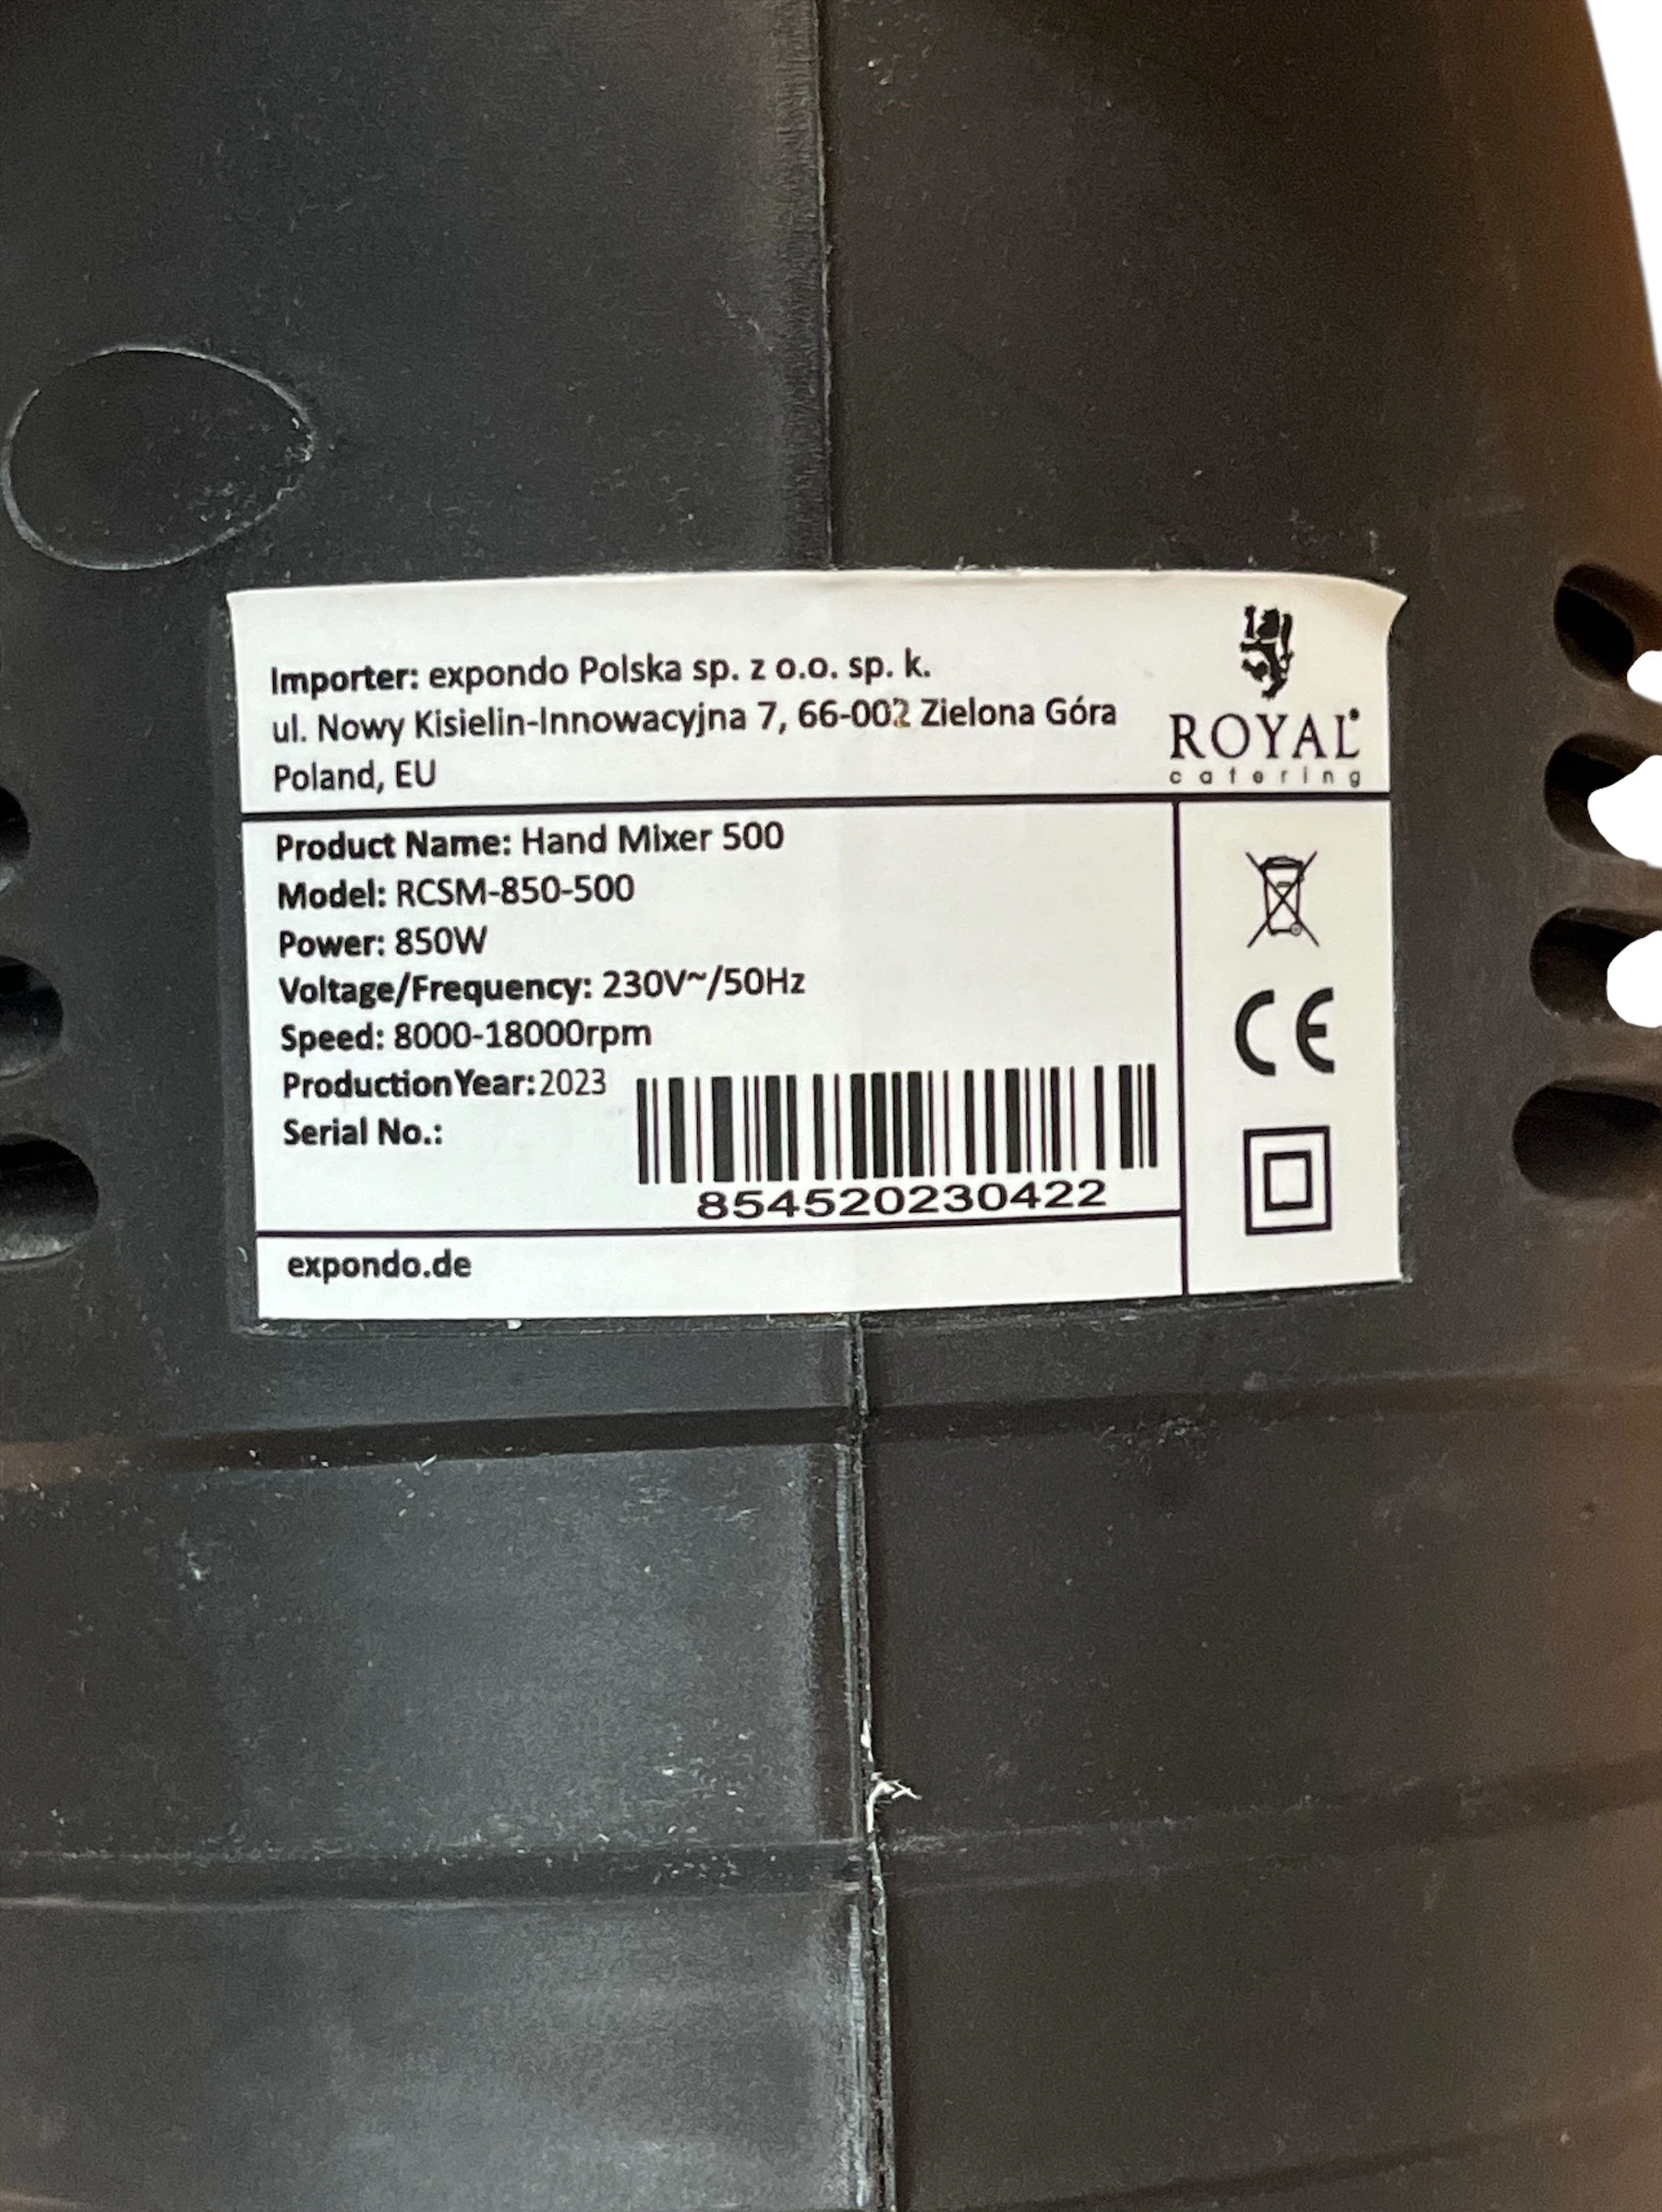 Importer: expondo Polska sp. z o.o. sp. k.
ul. Nowy Kisielin-Innowacyjna 7, 66-002 Zielona Góra
Poland, EU
ROYAL
catering
Product Name: Hand Mixer 500
Model: RCSM-850-500
Power: 850W
Voltage/Frequency: 230V~/50Hz
Speed: 8000-18000rpm
Production Year: 2023
Serial No.:
854520230422
CE
expondo.de